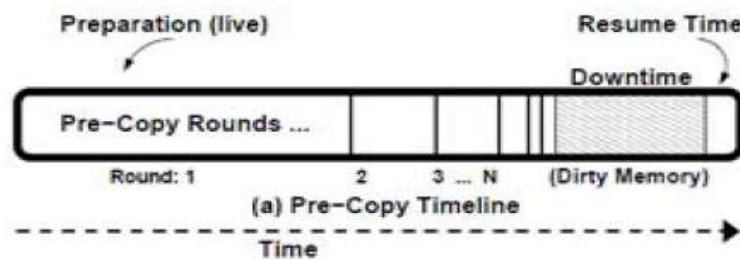 Preparation (live) Resume Time
Downtime
Pre-Copy Rounds ...
Round: 1 2 3 ... N (Dirty Memory)
(a) Pre-Copy Timeline
Time